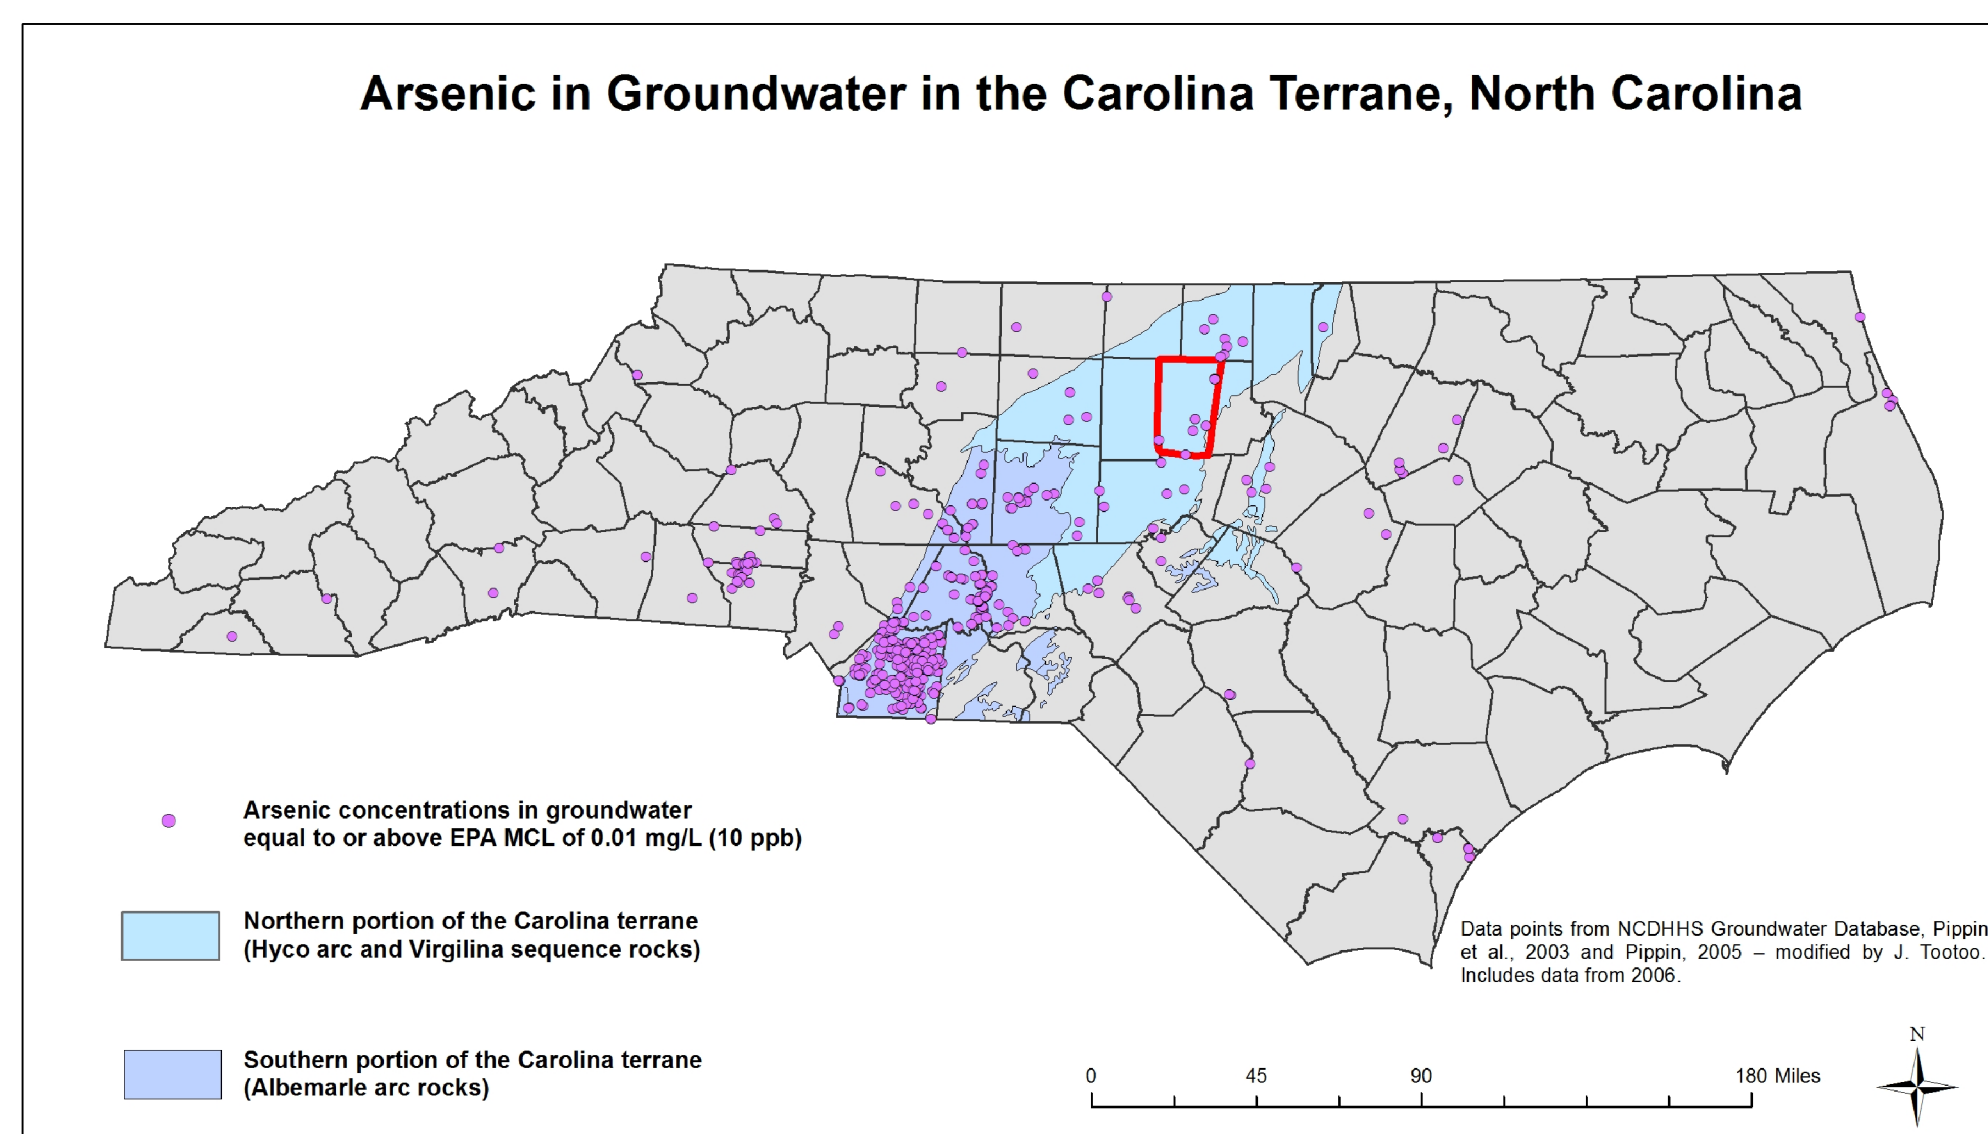 Arsenic in Groundwater in the Carolina Terrane, North Carolina
Arsenic concentrations in groundwater
equal to or above EPA MCL of 0.01 mg/L (10 ppb)
Northern portion of the Carolina terrane
(Hyco arc and Virgilina sequence rocks)
Data points from NCDHHS Groundwater Database, Pippin
et al., 2003 and Pippin, 2005 – modified by J. Tootoo.
Includes data from 2006.
Southern portion of the Carolina terrane
(Albemarle arc rocks)
0 45 90 180 Miles
N